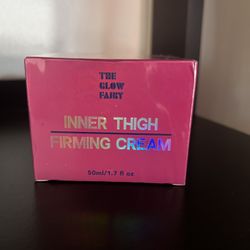 THE
GLOW
FAIRY
INNER THIGH
FIRMING CREAM
50ml/1.7 fl oz